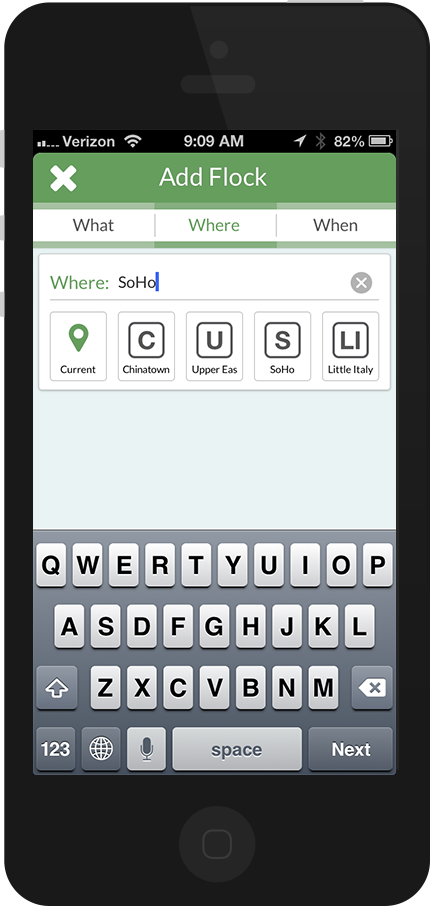 Verizon 9:09 AM 82%
Add Flock
What Where When
Where: SoHo
C U S LI
Current Chinatown Upper Eas SoHo Little Italy
Q W E R T Y U I O P
A S D F G H J K L
Z X C V B N M
123 space Next